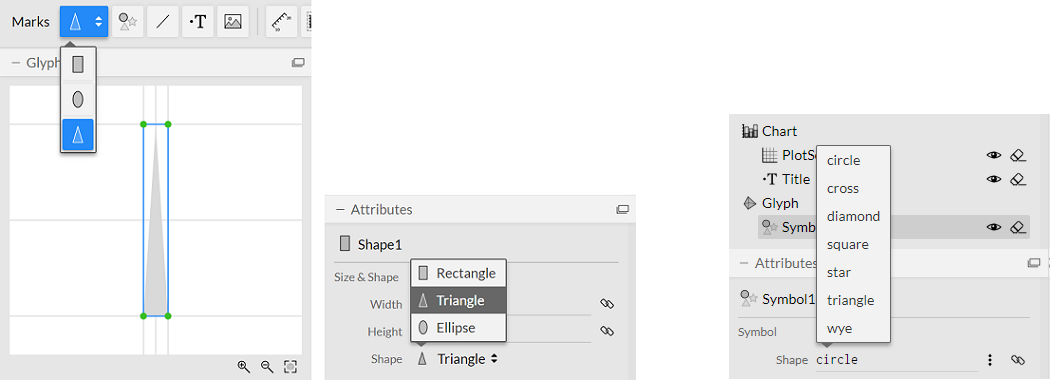 Marks
T
Glyph
Attributes
Shape1
Size & Shape
Rectangle
Width
Triangle
Height
Ellipse
Shape
Triangle
Chart
PlotS
T Title
Glyph
Symb
circle
cross
diamond
square
star
triangle
wye
Attributes
Symbol1
Symbol
Shape circle